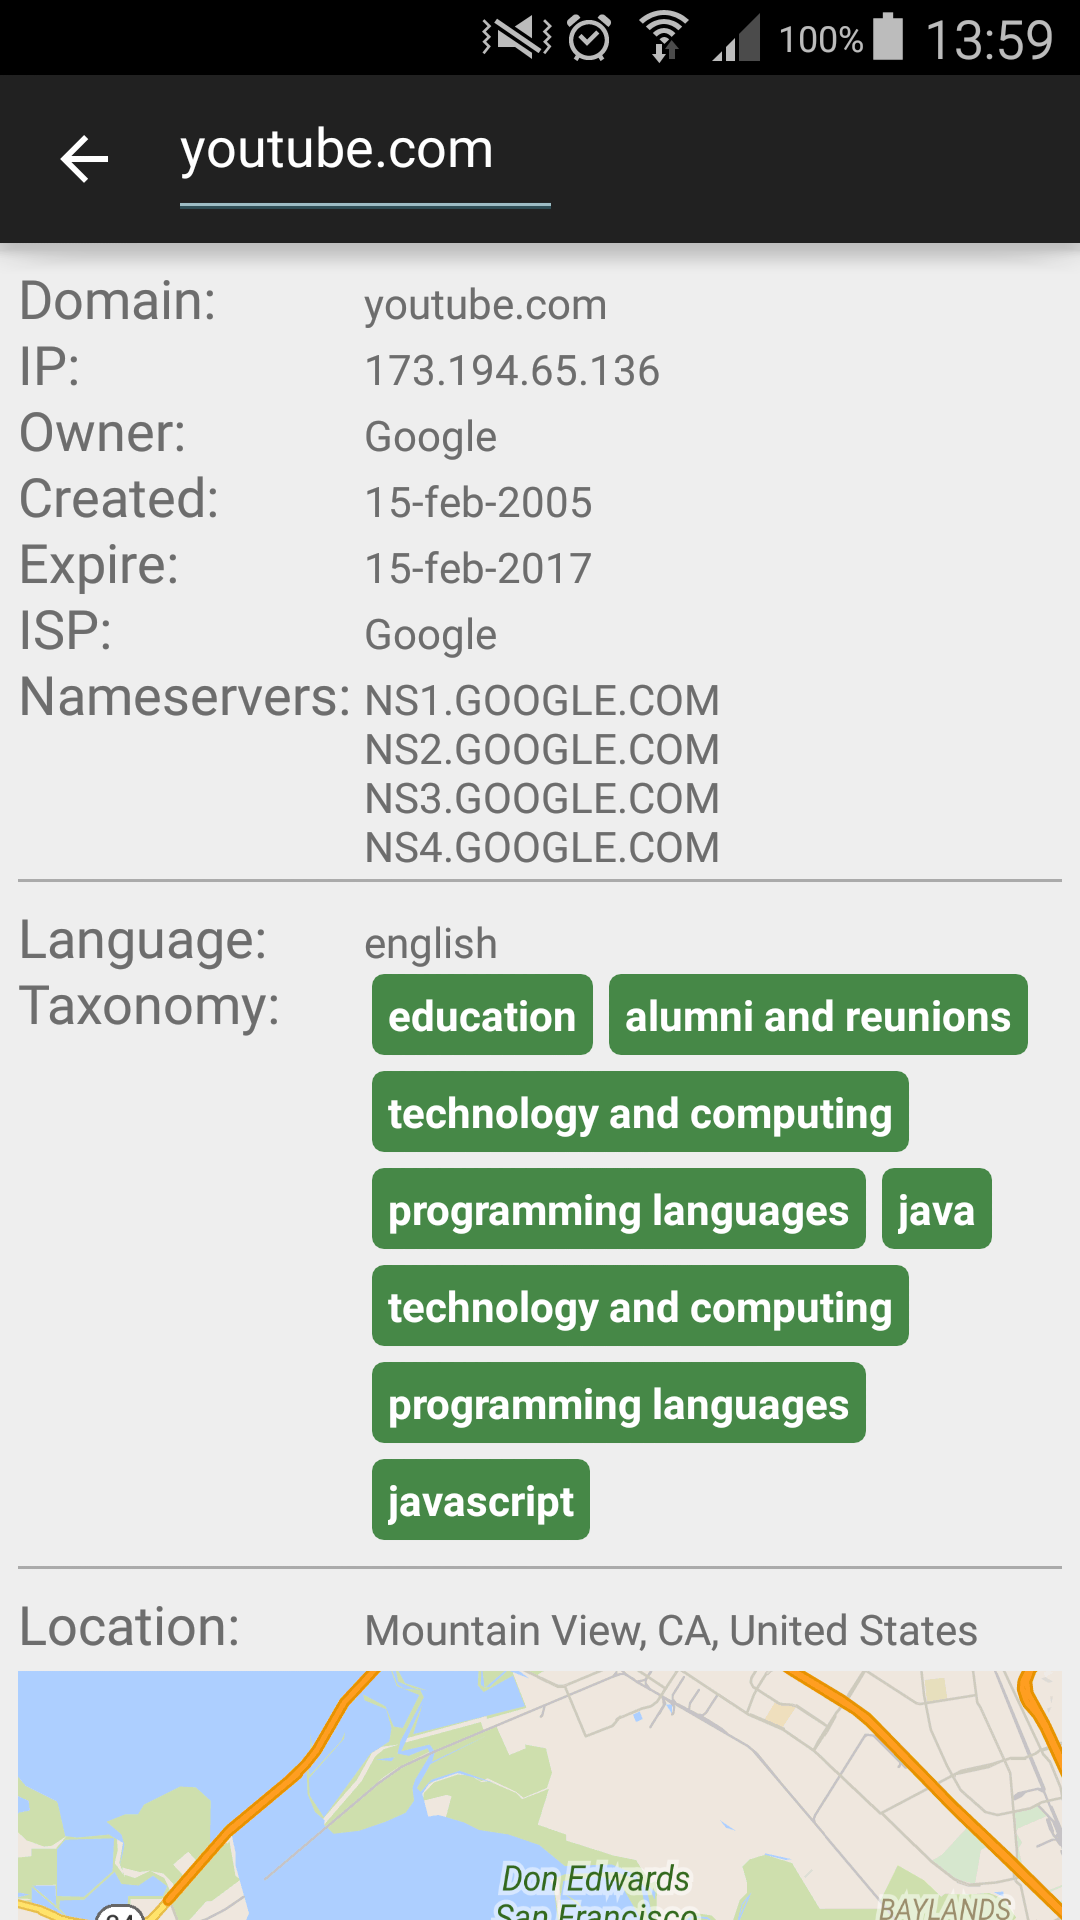 100% 13:59
youtube.com
Domain: youtube.com
IP: 173.194.65.136
Owner: Google
Created: 15-feb-2005
Expire: 15-feb-2017
ISP: Google
Nameservers: NS1.GOOGLE.COM
NS2.GOOGLE.COM
NS3.GOOGLE.COM
NS4.GOOGLE.COM
Language: english
Taxonomy: education alumni and reunions
technology and computing
programming languages java
technology and computing
programming languages
javascript
Location: Mountain View, CA, United States
Don Edwards
San Francisco
BAYLANDS
84